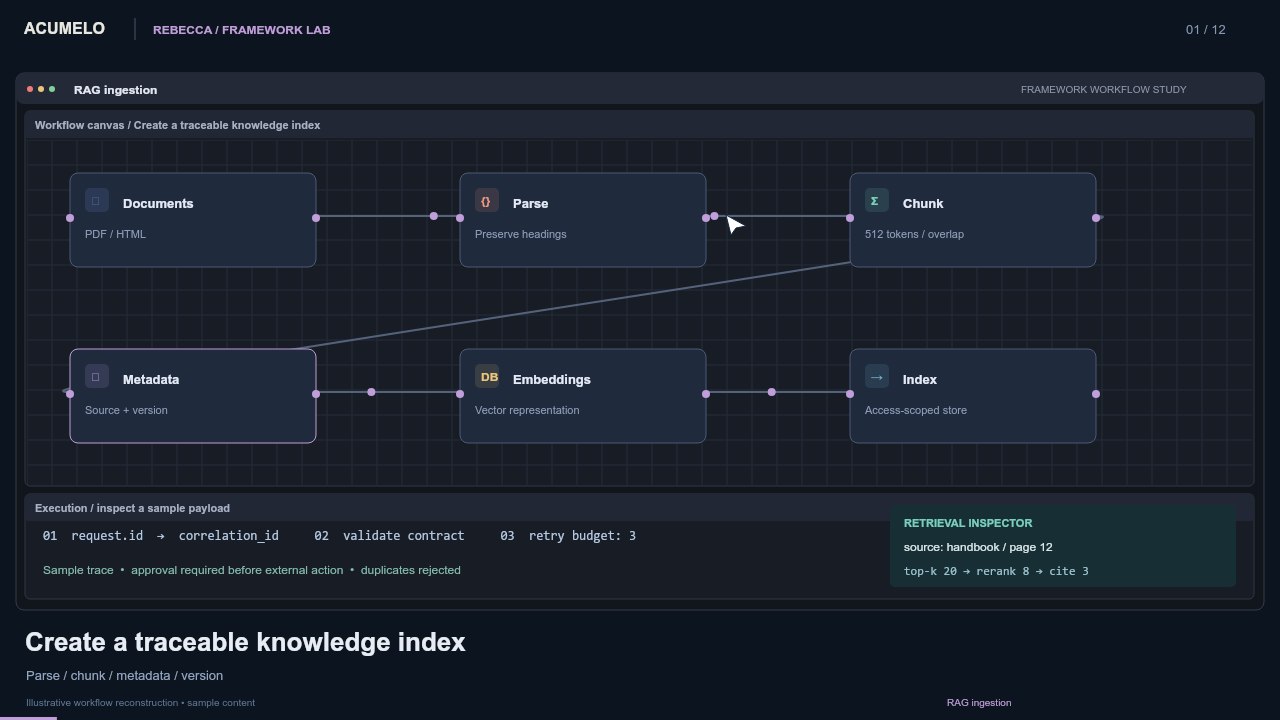 ACUMELO
REBECCA / FRAMEWORK LAB
01 / 12
RAG ingestion
FRAMEWORK WORKFLOW STUDY
Workflow canvas / Create a traceable knowledge index
Documents
PDF / HTML
{} Parse
Preserve headings
Σ Chunk
512 tokens / overlap
Metadata
Source + version
DB Embeddings
Vector representation
→ Index
Access-scoped store
Execution / inspect a sample payload
01 request.id → correlation_id 02 validate contract 03 retry budget: 3
Sample trace • approval required before external action • duplicates rejected
RETRIEVAL INSPECTOR
source: handbook / page 12
top-k 20 → rerank 8 → cite 3
Create a traceable knowledge index
Parse / chunk / metadata / version
Illustrative workflow reconstruction • sample content
RAG ingestion